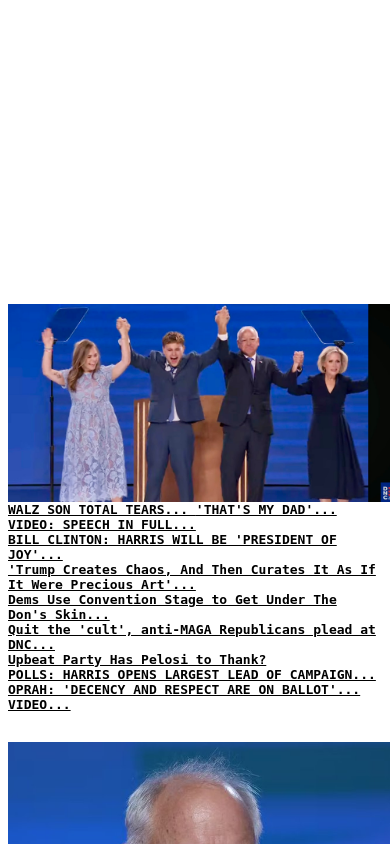 WALZ SON TOTAL TEARS... 'THAT'S MY DAD'...
VIDEO: SPEECH IN FULL...
BILL CLINTON: HARRIS WILL BE 'PRESIDENT OF
JOY'...
'Trump Creates Chaos, And Then Curates It As If
It Were Precious Art'...
Dems Use Convention Stage to Get Under The
Don's Skin...
Quit the 'cult', anti-MAGA Republicans plead at
DNC...
Upbeat Party Has Pelosi to Thank?
POLLS: HARRIS OPENS LARGEST LEAD OF CAMPAIGN...
OPRAH: 'DECENCY AND RESPECT ARE ON BALLOT'...
VIDEO...